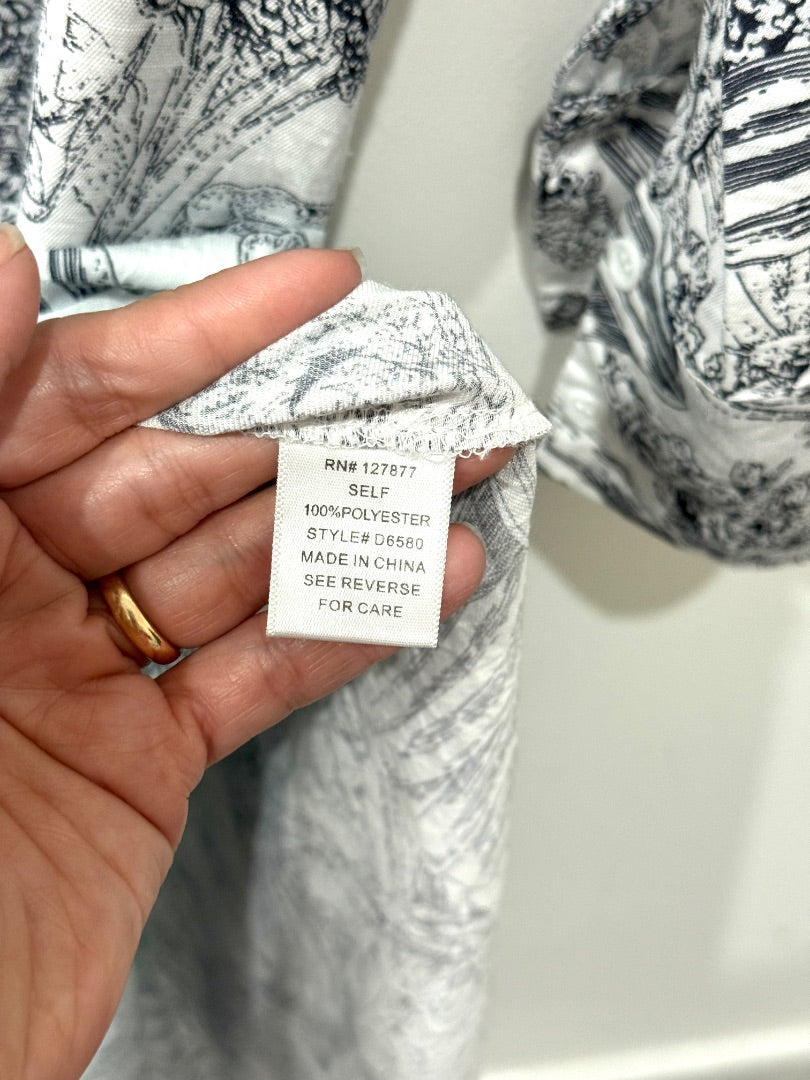 RN# 127877
SELF
100%POLYESTER
STYLE# D6580
MADE IN CHINA
SEE REVERSE
FOR CARE